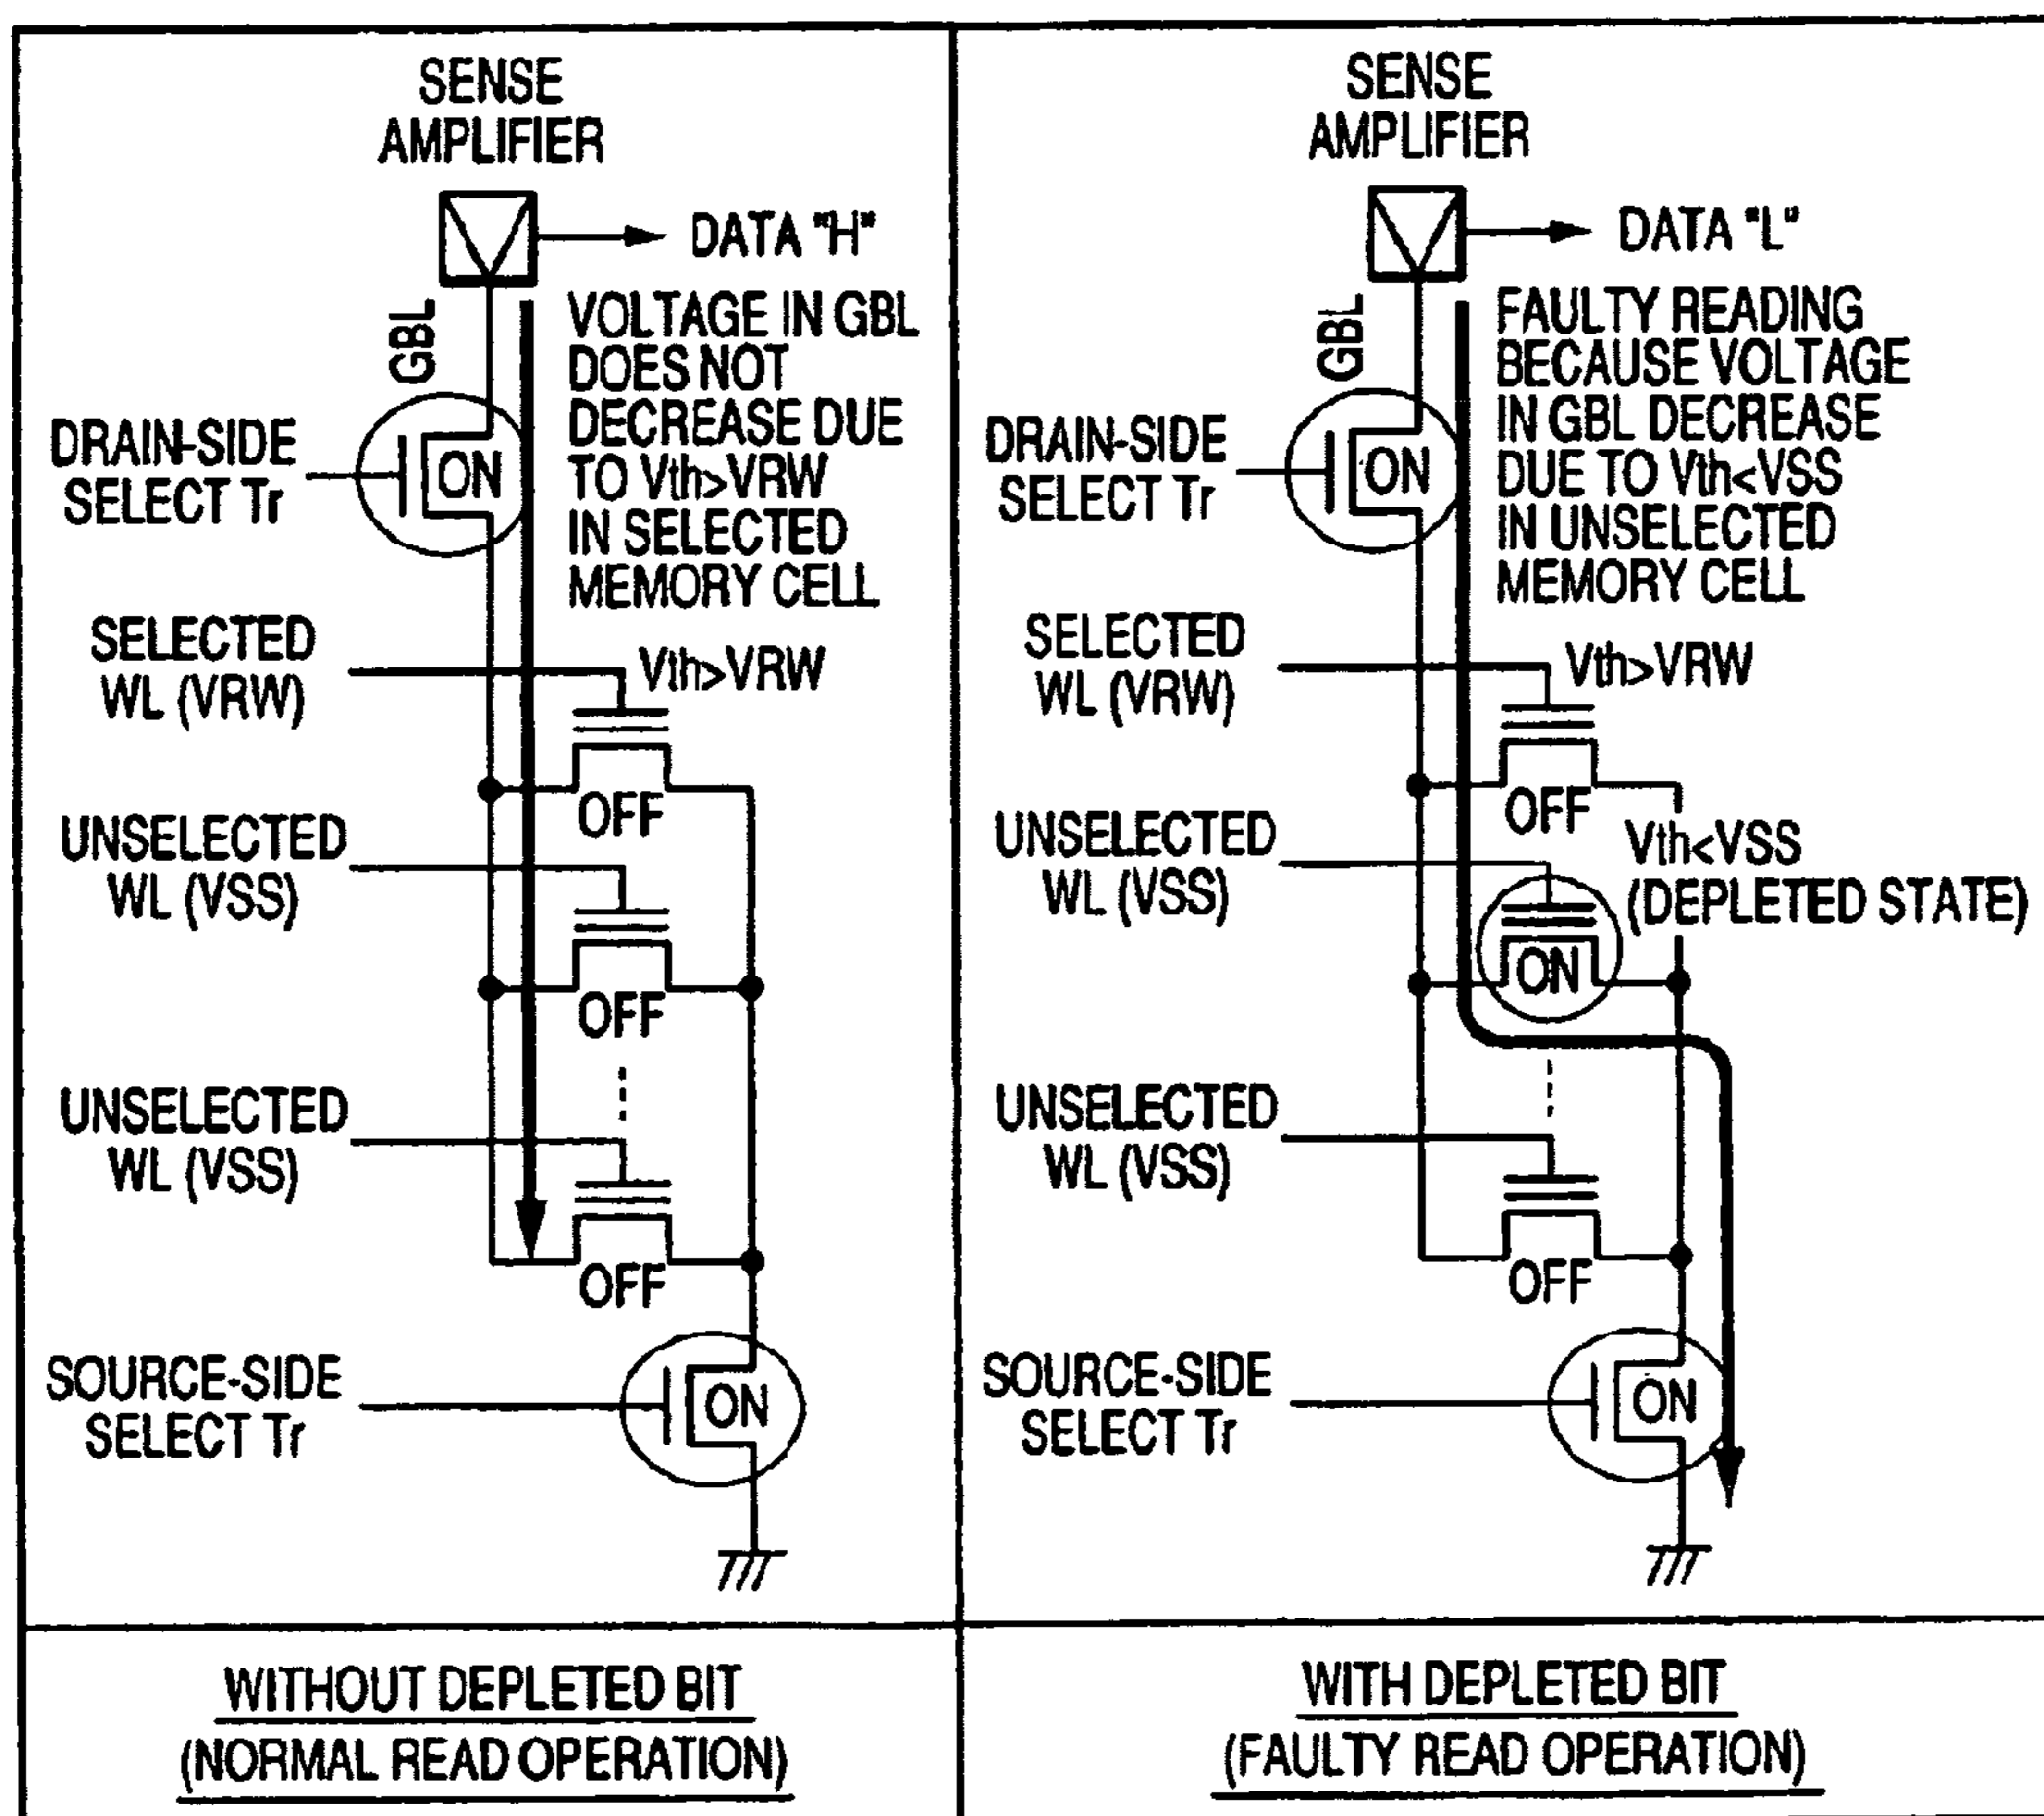 SENSE
AMPLIFIER
DATA "H"
GBL
VOLTAGE IN GBL
DOES NOT
DECREASE DUE
TO Vth>VRW
IN SELECTED
MEMORY CELL
DRAIN-SIDE
SELECT Tr
ON
SELECTED
WL (VRW)
Vth>VRW
OFF
UNSELECTED
WL (VSS)
OFF
UNSELECTED
WL (VSS)
OFF
SOURCE-SIDE
SELECT Tr
ON
WITHOUT DEPLETED BIT
(NORMAL READ OPERATION)
SENSE
AMPLIFIER
DATA "L"
GBL
FAULTY READING
BECAUSE VOLTAGE
IN GBL DECREASE
DUE TO Vth<VSS
IN UNSELECTED
MEMORY CELL
DRAIN-SIDE
SELECT Tr
ON
SELECTED
WL (VRW)
Vth>VRW
OFF
UNSELECTED
WL (VSS)
Vth<VSS
(DEPLETED STATE)
ON
UNSELECTED
WL (VSS)
OFF
SOURCE-SIDE
SELECT Tr
ON
WITH DEPLETED BIT
(FAULTY READ OPERATION)